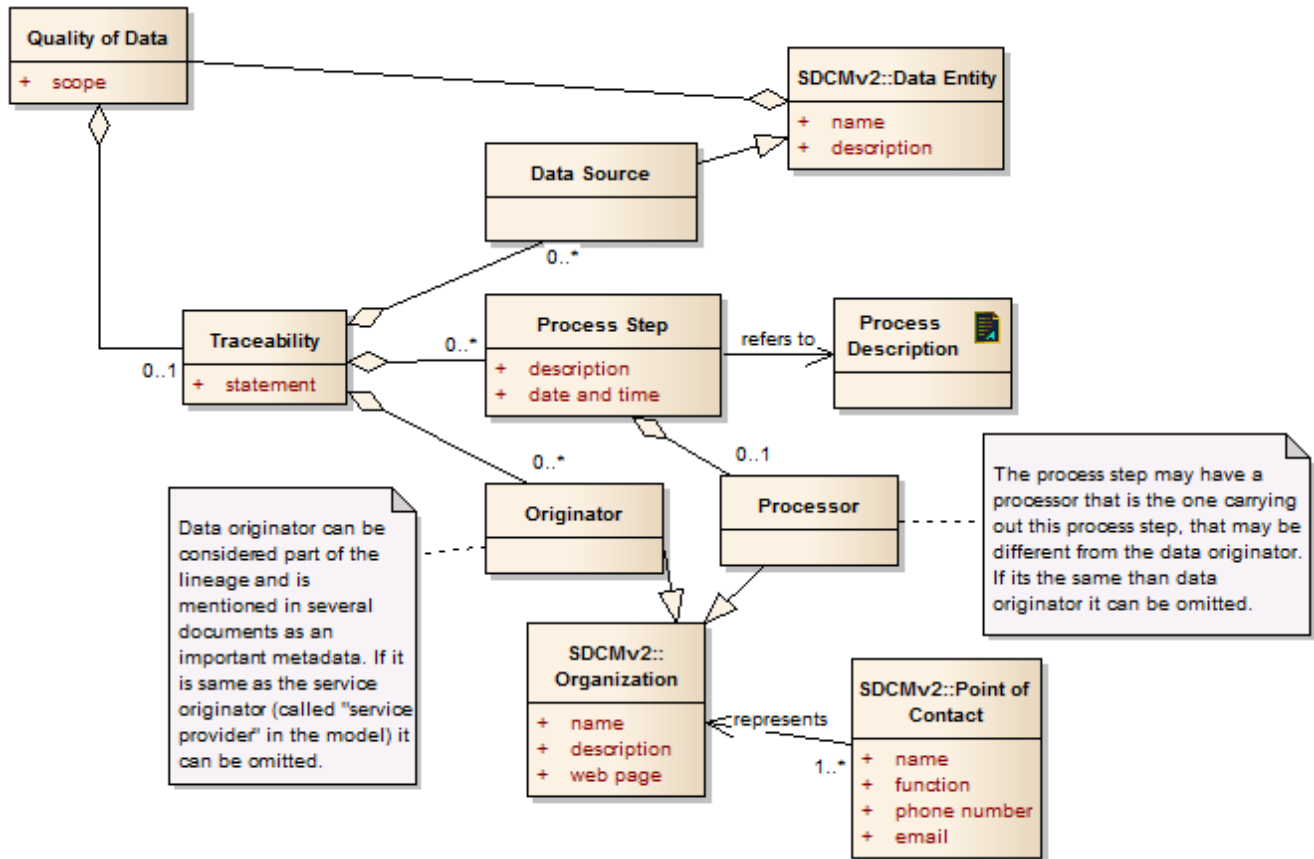 Quality of Data
+ scope
SDCMv2::Data Entity
+ name
+ description
Data Source
0..*
Traceability
+ statement
0..1
0..*
Process Step
+ description
+ date and time
refers to
Process
Description
0..*
0..1
Originator
Processor
Data originator can be
considered part of the
lineage and is
mentioned in several
documents as an
important metadata. If it
is same as the service
originator (called "service
provider" in the model) it
can be omitted.
The process step may have a
processor that is the one carrying
out this process step, that may be
different from the data originator.
If its the same than data
originator it can be omitted.
SDCMv2::
Organization
+ name
+ description
+ web page
represents
1..*
SDCMv2::Point of
Contact
+ name
+ function
+ phone number
+ email